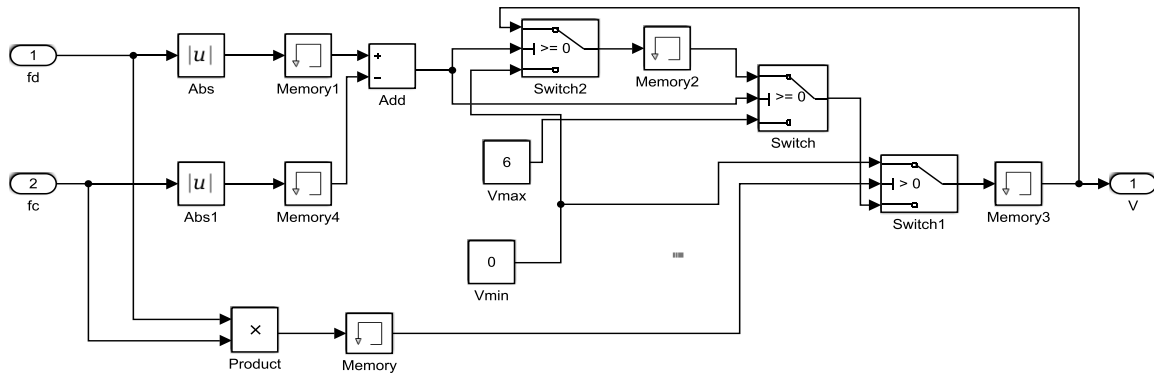 1
fd
|u|
Abs
Memory1
+
−
Add
>= 0
Switch2
Memory2
>= 0
Switch
2
fc
|u|
Abs1
Memory4
6
Vmax
> 0
Switch1
Memory3
1
V
0
Vmin
×
Product
Memory